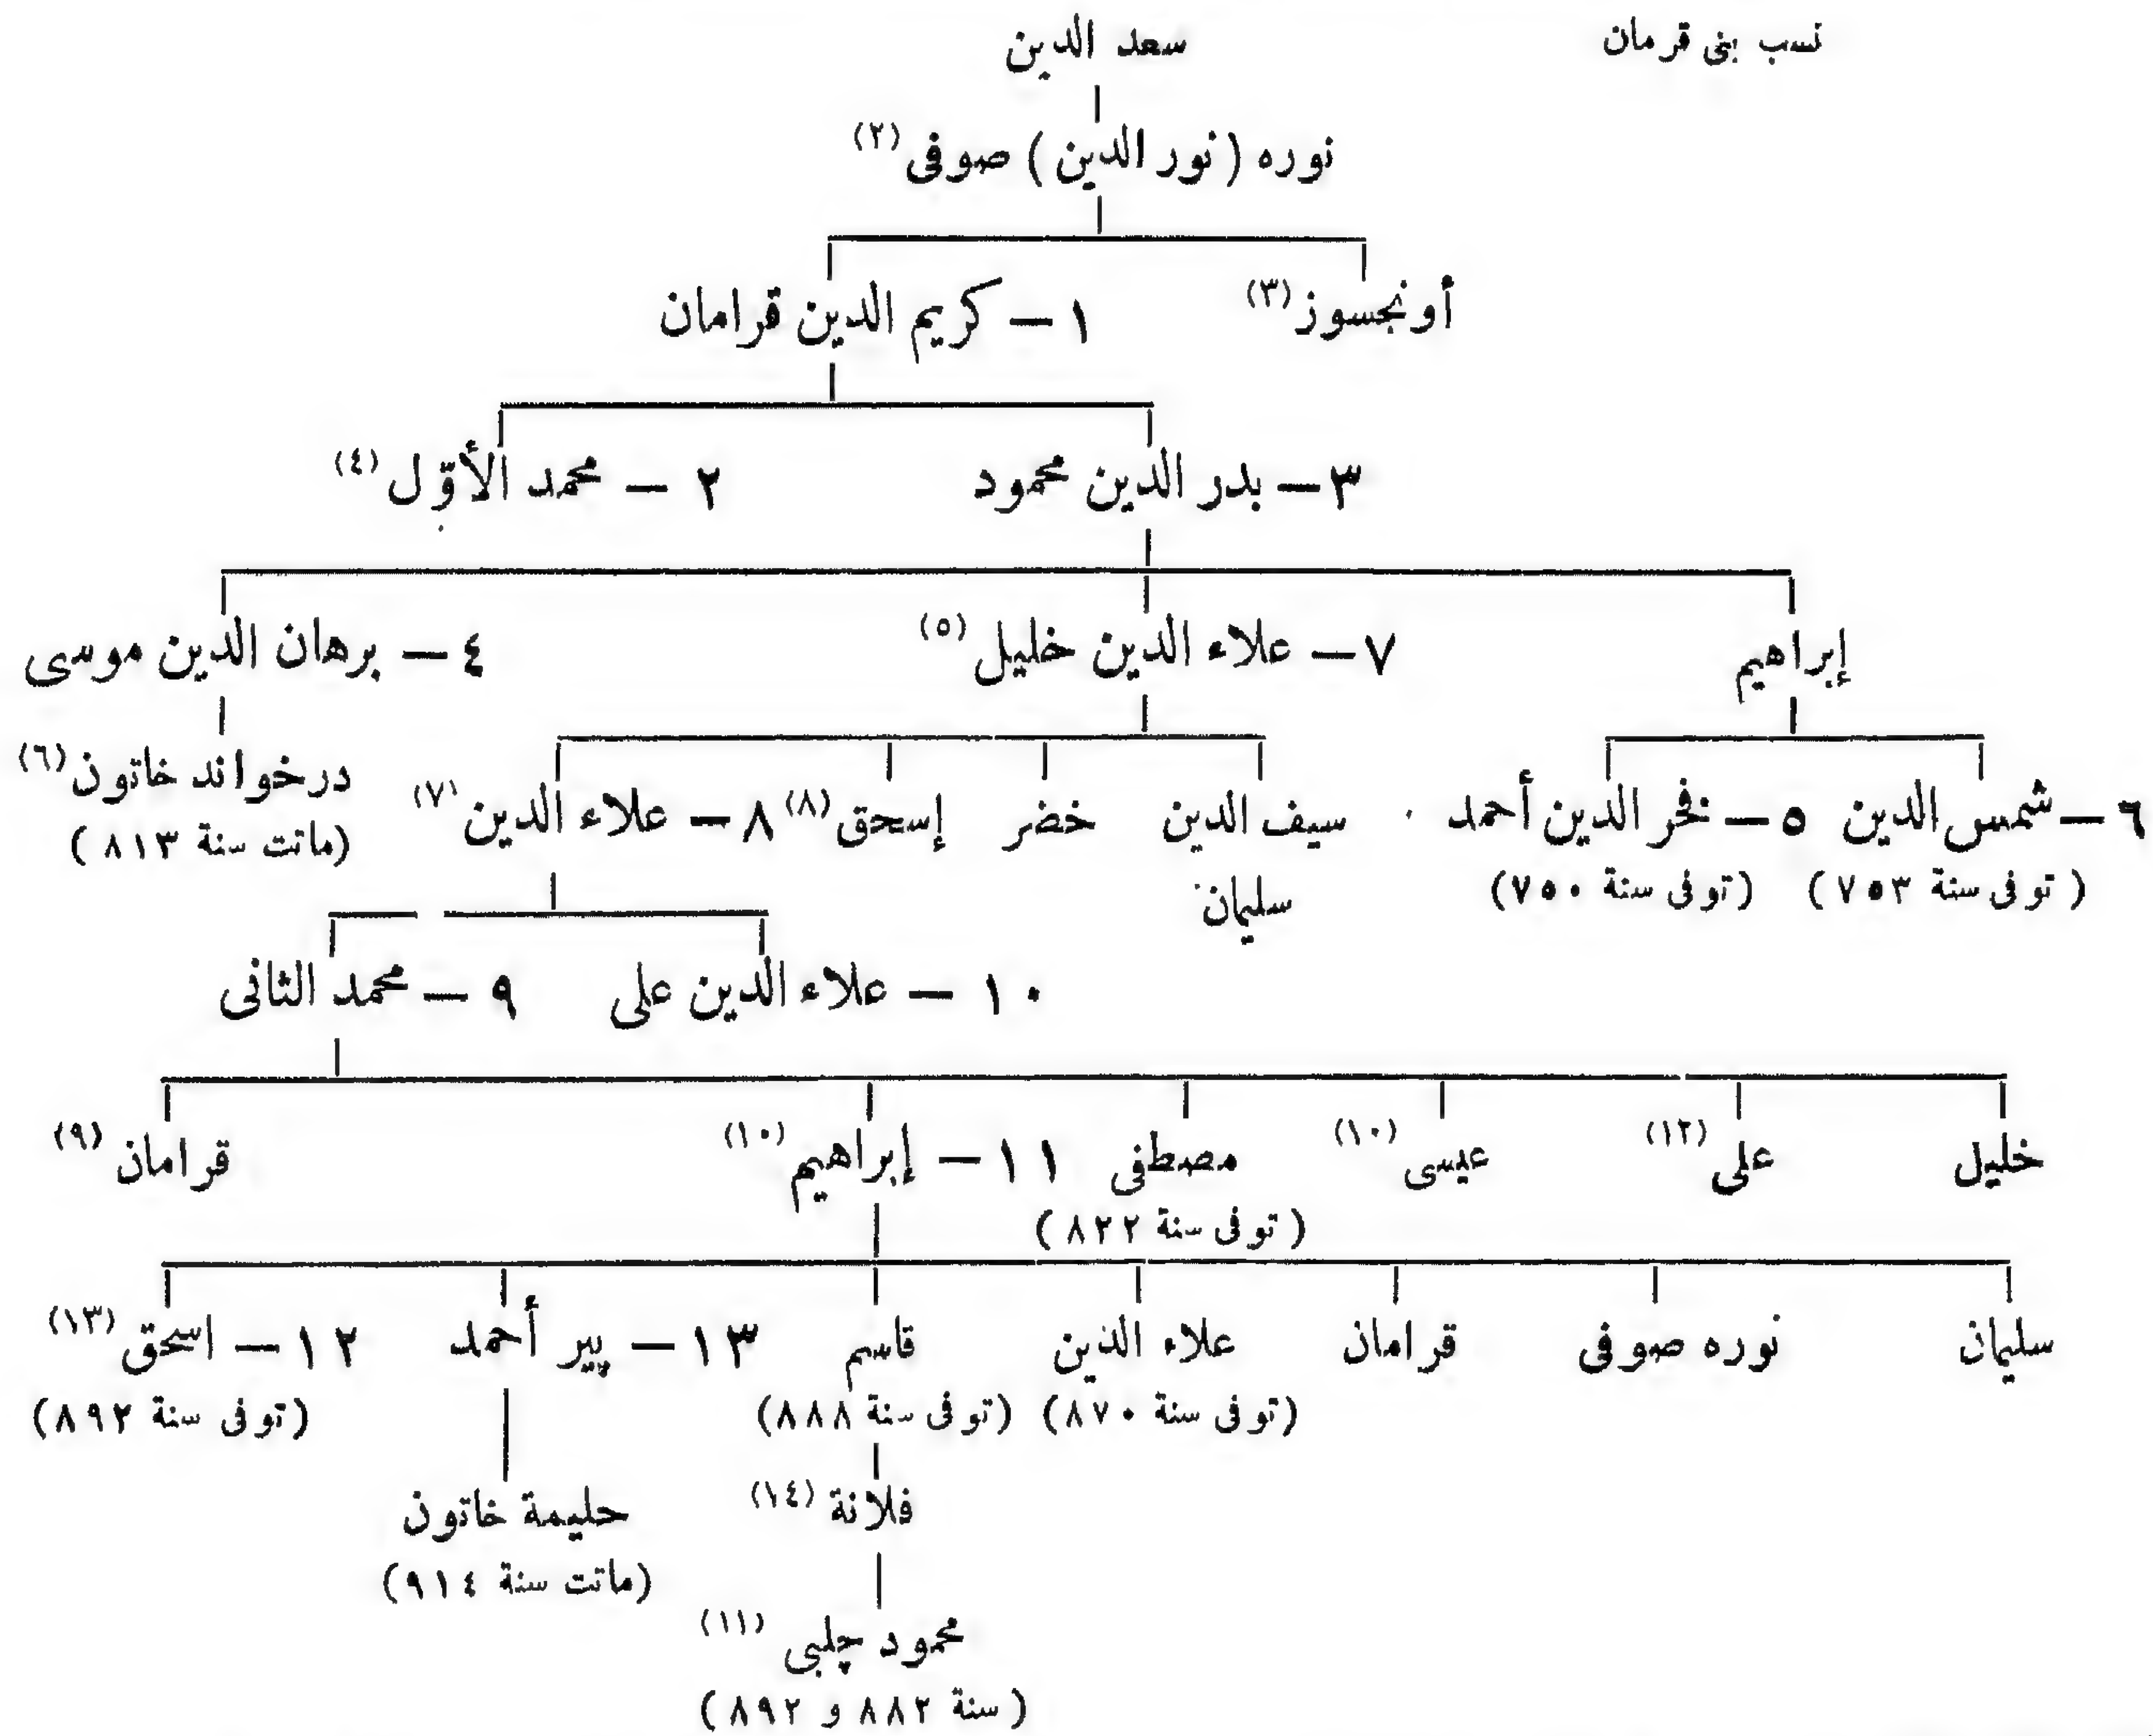 نسب بنى قرمان
سعد الدين
نوره (نور الدين) صوفى (٢)
أونجسوز (٣)
١ — كريم الدين قرامان
٣ — بدر الدين محمود
٢ — محمد الأوّل (٤)
إبراهيم
٧ — علاء الدين خليل (٥)
٤ — برهان الدين موسى
٦ — شمس الدين
(توفى سنة ٧٥٣)
٥ — فخر الدين أحمد
(توفى سنة ٧٥٠)
سيف الدين
سليمان
خضر
إسحق (٨)
٨ — علاء الدين (٧)
درخواند خاتون (٦)
(ماتت سنة ٨١٣)
١٠ — علاء الدين على
٩ — محمد الثانى
خليل
على (١٢)
عيسى (١٠)
مصطفى
(توفى سنة ٨٢٢)
١١ — إبراهيم (١٠)
قرامان (٩)
سليمان
نوره صوفى
قرامان
علاء الدين
(توفى سنة ٨٧٠)
قاسم
(توفى سنة ٨٨٨)
١٣ — پير أحمد
١٢ — اسحق (١٣)
(توفى سنة ٨٩٢)
فلانة (١٤)
حليمة خاتون
(ماتت سنة ٩١٤)
محمود چلبى (١١)
(سنة ٨٨٢ و ٨٩٢)